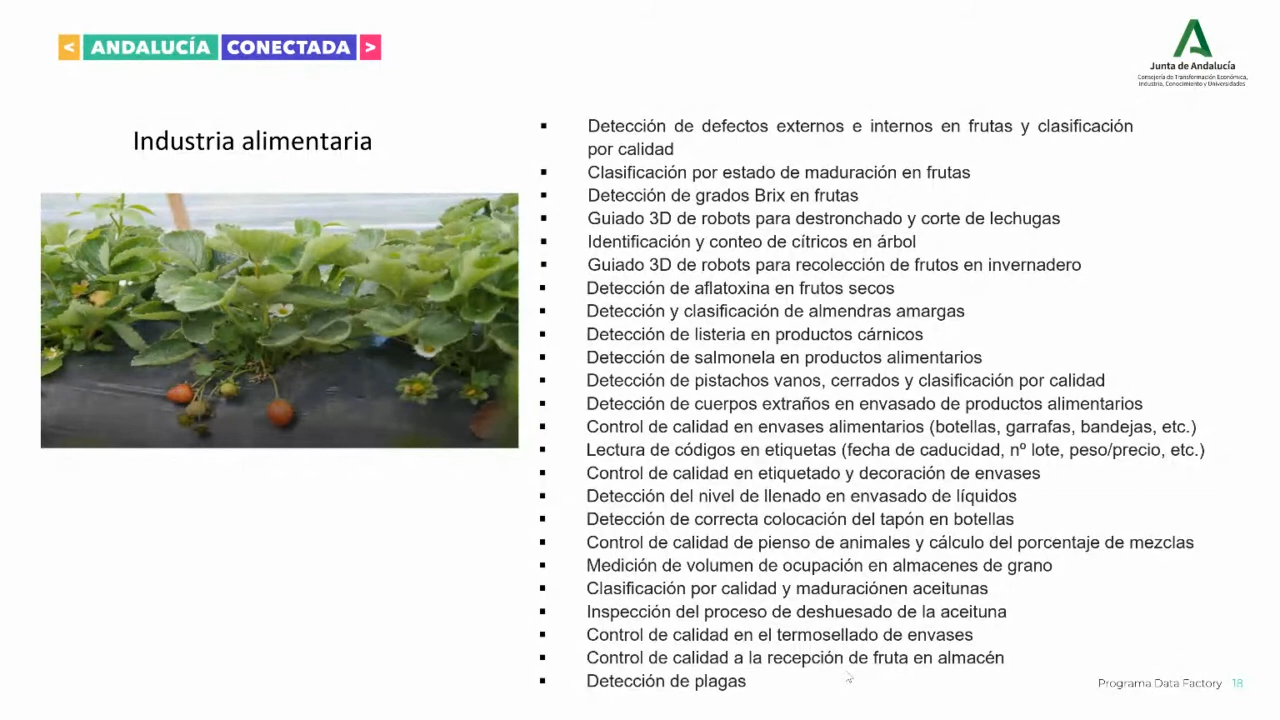 < ANDALUCÍA CONECTADA >
Junta de Andalucía
Consejería de Transformación Económica,
Industria, Conocimiento y Universidades
Industria alimentaria
▪ Detección de defectos externos e internos en frutas y clasificación
por calidad
▪ Clasificación por estado de maduración en frutas
▪ Detección de grados Brix en frutas
▪ Guiado 3D de robots para destronchado y corte de lechugas
▪ Identificación y conteo de cítricos en árbol
▪ Guiado 3D de robots para recolección de frutos en invernadero
▪ Detección de aflatoxina en frutos secos
▪ Detección y clasificación de almendras amargas
▪ Detección de listeria en productos cárnicos
▪ Detección de salmonela en productos alimentarios
▪ Detección de pistachos vanos, cerrados y clasificación por calidad
▪ Detección de cuerpos extraños en envasado de productos alimentarios
▪ Control de calidad en envases alimentarios (botellas, garrafas, bandejas, etc.)
▪ Lectura de códigos en etiquetas (fecha de caducidad, nº lote, peso/precio, etc.)
▪ Control de calidad en etiquetado y decoración de envases
▪ Detección del nivel de llenado en envasado de líquidos
▪ Detección de correcta colocación del tapón en botellas
▪ Control de calidad de pienso de animales y cálculo del porcentaje de mezclas
▪ Medición de volumen de ocupación en almacenes de grano
▪ Clasificación por calidad y maduraciónen aceitunas
▪ Inspección del proceso de deshuesado de la aceituna
▪ Control de calidad en el termosellado de envases
▪ Control de calidad a la recepción de fruta en almacén
▪ Detección de plagas
Programa Data Factory 18